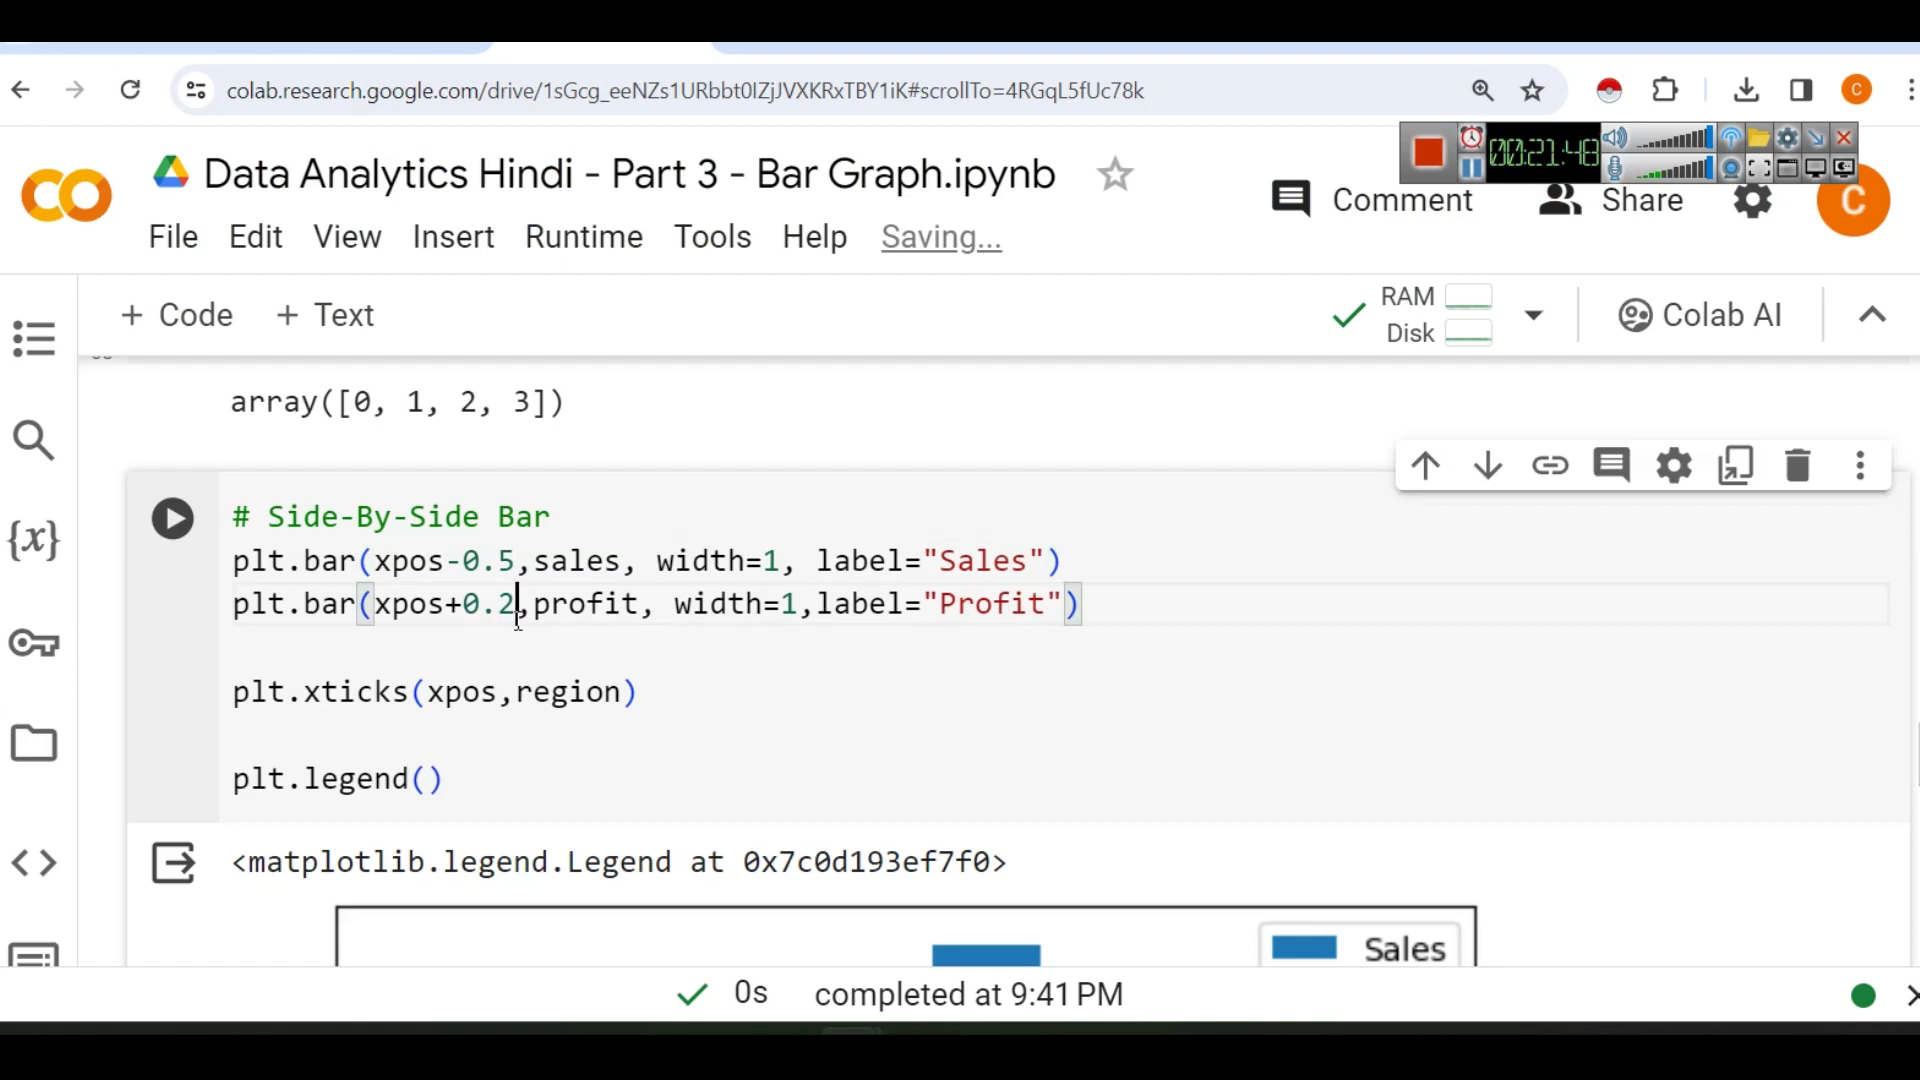 colab.research.google.com/drive/1sGcg_eeNZs1URbbt0IZjJVXKRxTBY1iK#scrollTo=4RGqL5fUc78k
C
00:21:48
Data Analytics Hindi - Part 3 - Bar Graph.ipynb
Comment
Share
C
File Edit View Insert Runtime Tools Help Saving...
+ Code + Text
RAM
Disk
Colab AI
array([0, 1, 2, 3])
{x}
# Side-By-Side Bar
plt.bar(xpos-0.5,sales, width=1, label="Sales")
plt.bar(xpos+0.2,profit, width=1,label="Profit")
plt.xticks(xpos,region)
plt.legend()
<matplotlib.legend.Legend at 0x7c0d193ef7f0>
Sales
0s completed at 9:41 PM